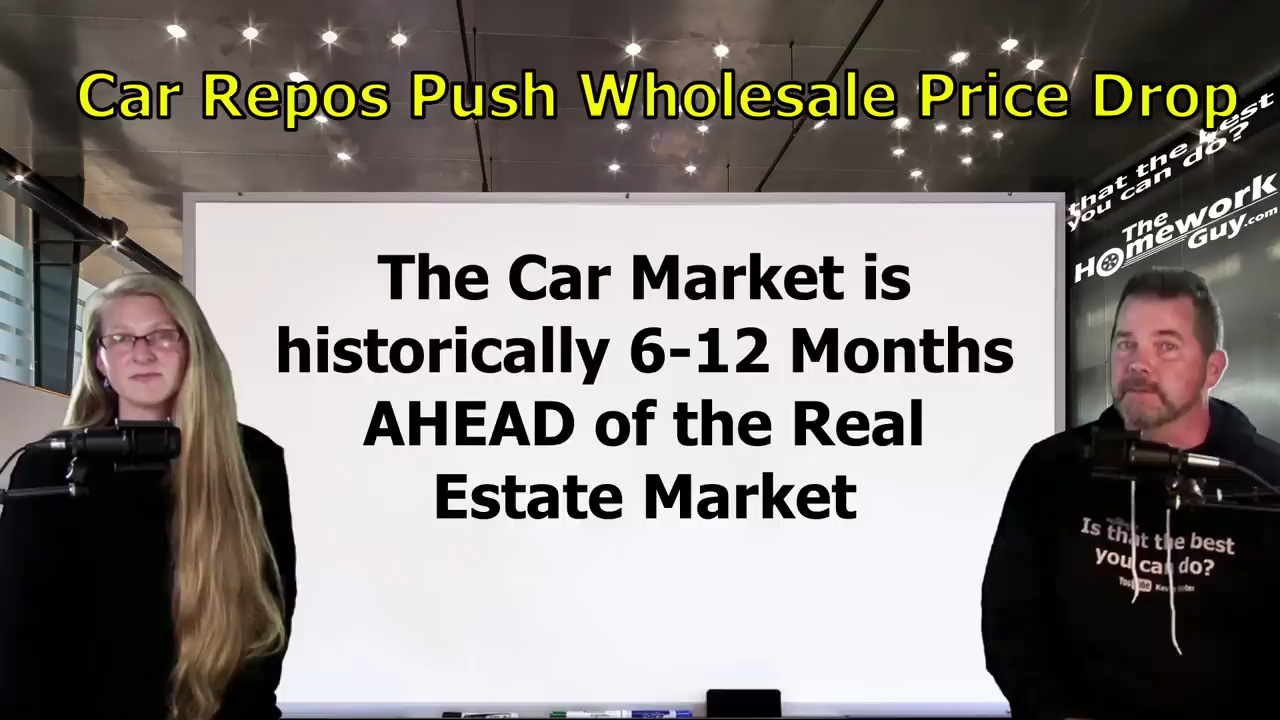 Car Repos Push Wholesale Price Drop
that the best
you can do?
The
Homework
Guy.com
The Car Market is
historically 6-12 Months
AHEAD of the Real
Estate Market
Is that the best
you can do?